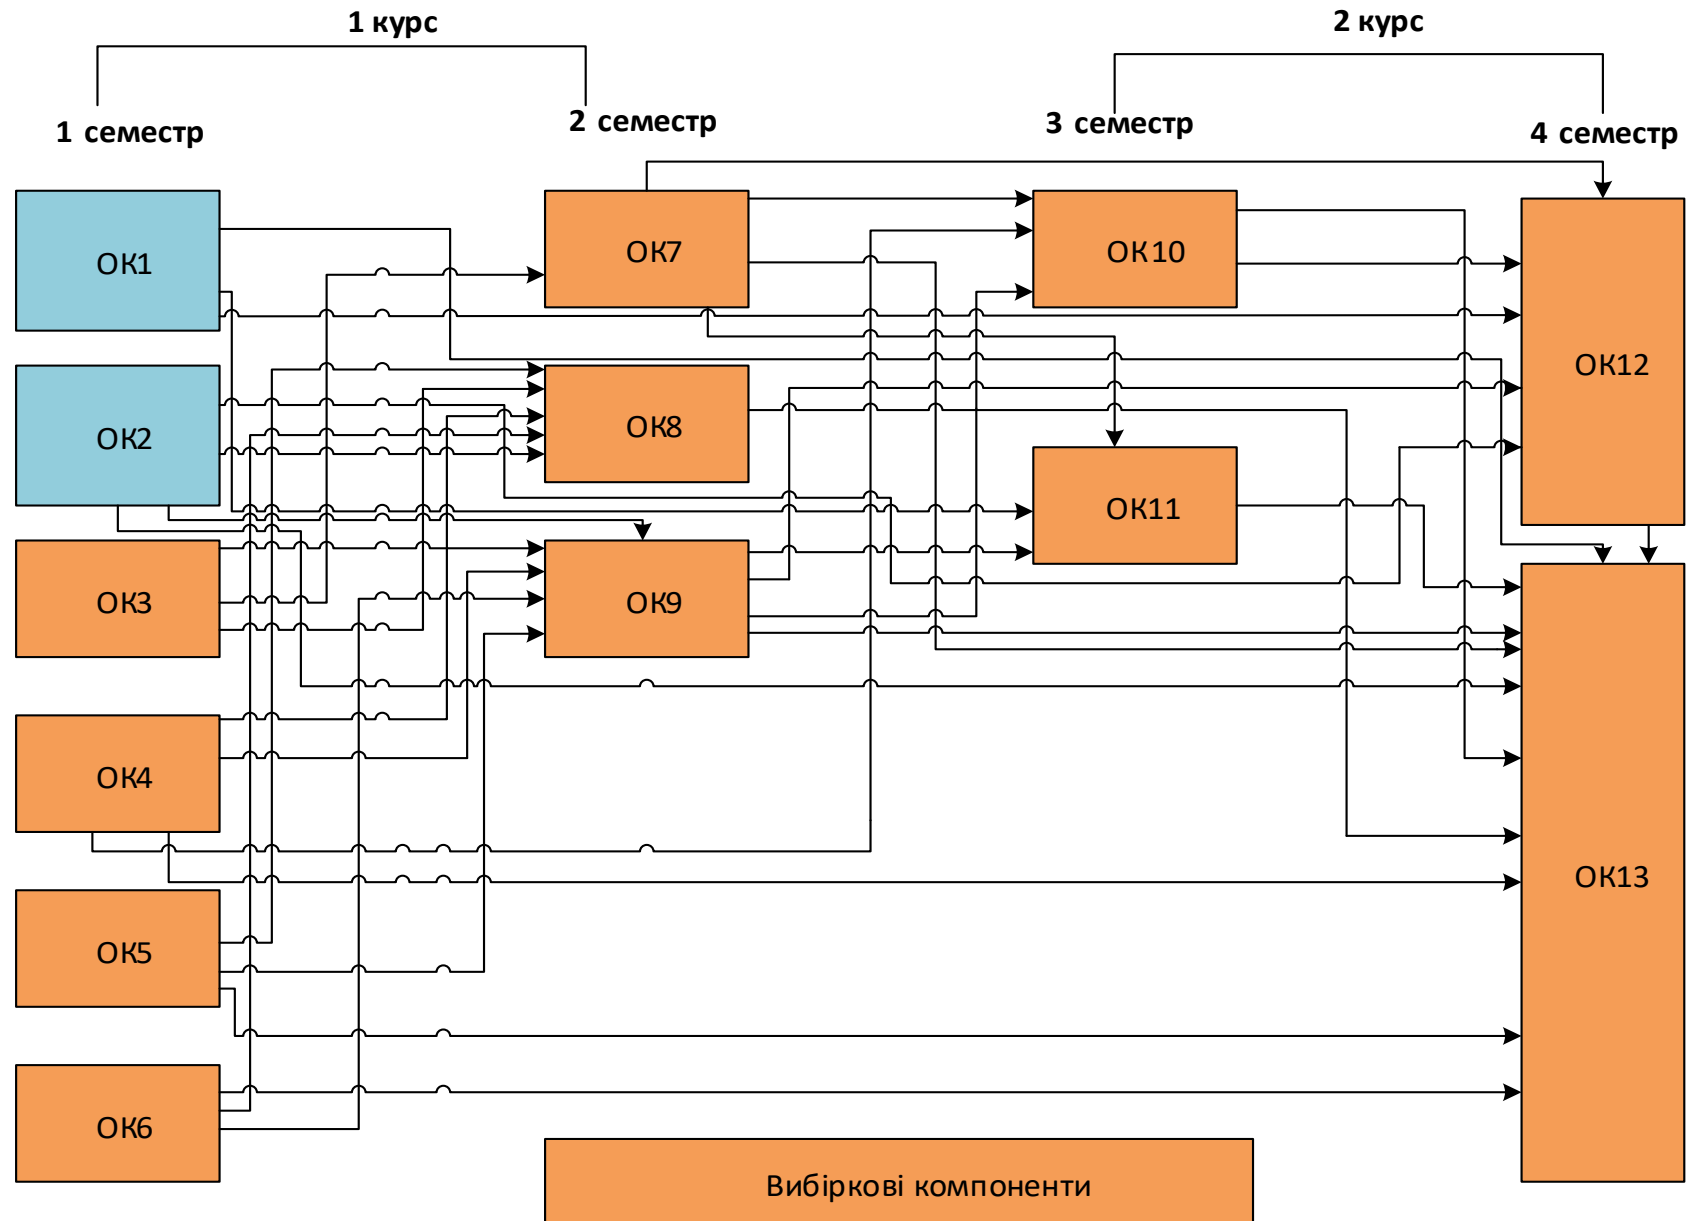 1 курс
2 курс
1 семестр
2 семестр
3 семестр
4 семестр
ОК1
ОК7
ОК10
ОК12
ОК2
ОК8
ОК11
ОК3
ОК9
ОК4
ОК13
ОК5
ОК6
Вибіркові компоненти